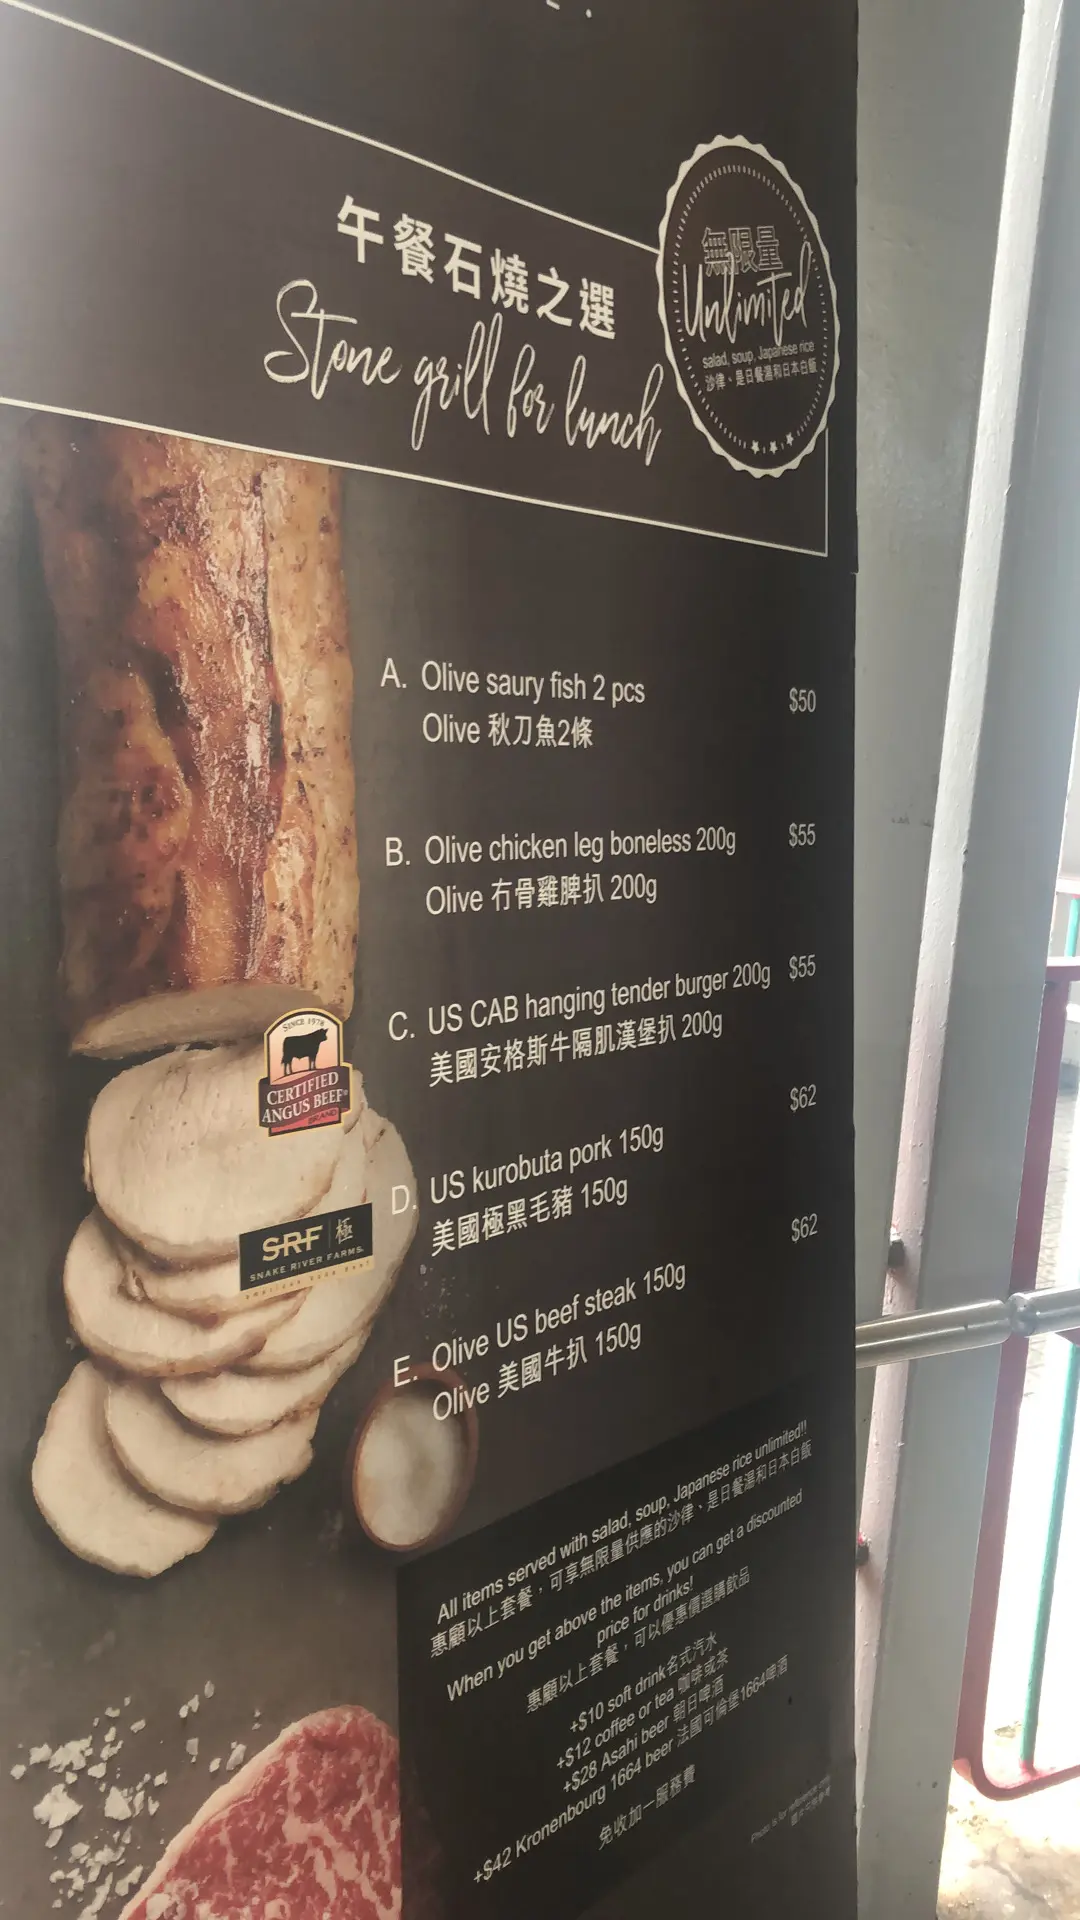 午餐石燒之選
Stone grill for lunch
無限量
Unlimited
salad, soup, Japanese rice
沙律、是日餐湯和日本白飯
A. Olive saury fish 2 pcs
Olive 秋刀魚2條
$50
B. Olive chicken leg boneless 200g
Olive 冇骨雞脾扒 200g
$55
C. US CAB hanging tender burger 200g
美國安格斯牛隔肌漢堡扒 200g
$55
SINCE 1978
CERTIFIED
ANGUS BEEF®
BRAND
D. US kurobuta pork 150g
美國極黑毛豬 150g
$62
SRF 極
SNAKE RIVER FARMS.
E. Olive US beef steak 150g
Olive 美國牛扒 150g
$62
All items served with salad, soup, Japanese rice unlimited!!
惠顧以上套餐，可享無限量供應的沙律、是日餐湯和日本白飯
When you get above the items, you can get a discounted
price for drinks!
惠顧以上套餐，可以優惠價選購飲品
+$10 soft drink名式汽水
+$12 coffee or tea 咖啡或茶
+$28 Asahi beer 朝日啤酒
+$42 Kronenbourg 1664 beer 法國可倫堡1664啤酒
免收加一服務費
Photo is for reference only